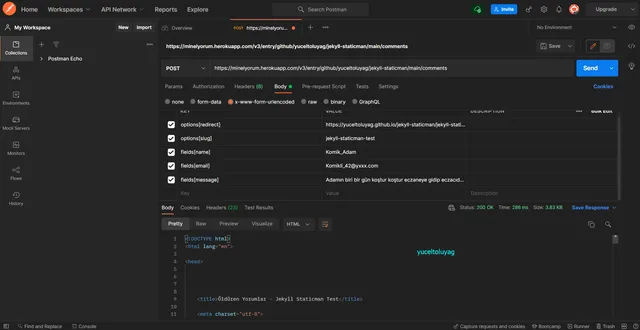 Home
Workspaces
API Network
Reports
Explore
Search Postman
Invite
Upgrade
My Workspace
New
Import
Overview
POST https://minelyorum.
No Environment
https://minelyorum.herokuapp.com/v3/entry/github/yuceltoluyag/jekyll-staticman/main/comments
Save
POST
https://minelyorum.herokuapp.com/v3/entry/github/yuceltoluyag/jekyll-staticman/main/comments
Send
Params
Authorization
Headers (8)
Body
Pre-request Script
Tests
Settings
Cookies
none
form-data
x-www-form-urlencoded
raw
binary
GraphQL
KEY
VALUE
DESCRIPTION
Bulk Edit
options[redirect]
https://yuceltoluyag.github.io/jekyll-staticman/jekyll-stati...
options[slug]
jekyll-staticman-test
fields[name]
Komik_Adam
fields[email]
Komikli_42@yxxx.com
fields[message]
Adamın biri bir gün koştur koştur eczaneye gidip eczacıd...
Key
Value
Description
Collections
APIs
Environments
Mock Servers
Monitors
Flows
History
Postman Echo
Body
Cookies
Headers (23)
Test Results
Status: 200 OK
Time: 289 ms
Size: 3.83 KB
Save Response
Pretty
Raw
Preview
Visualize
HTML
1 <!DOCTYPE html>
2 <html lang="en">
3
4 <head>
5
6
7
8
9 <title>Öldüren Yorumlar - Jekyll Staticman Test</title>
10
11 <meta charset="utf-8">
yuceltoluyag
Find and Replace
Console
Capture requests and cookies
Bootcamp
Runner
Trash